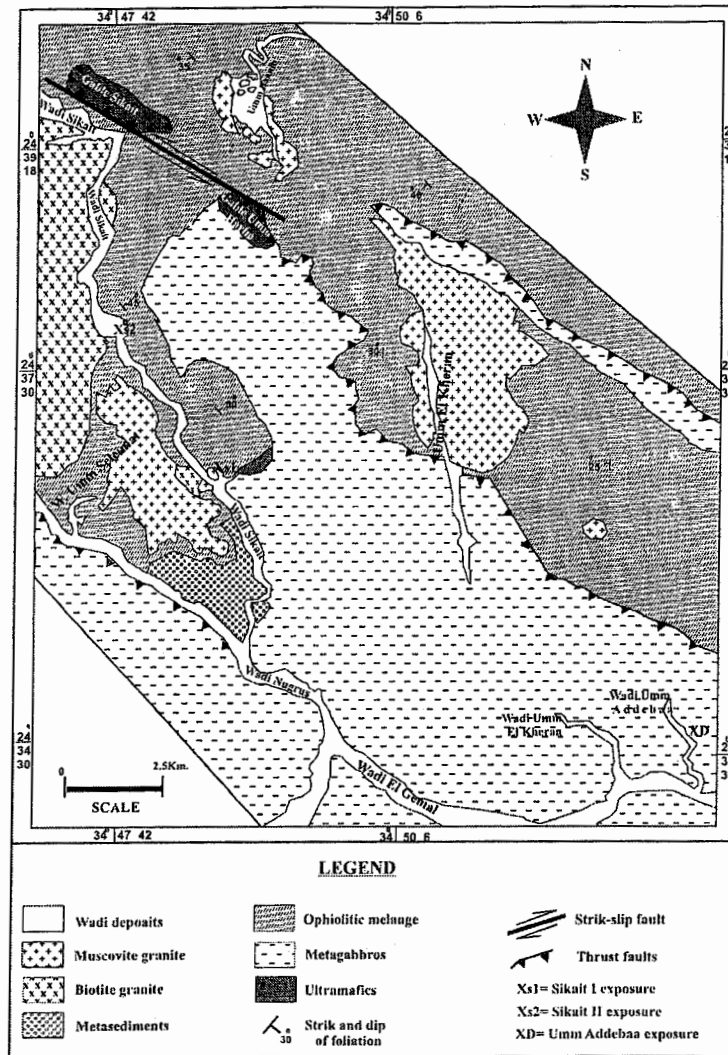 34 47 42
34 50 6
N
W E
S
Wadi Sikait
24
39
18
Wadi Sikait
Xs2
24
37
30
Umm El Kheran
W. Umm Selimat
Xs1
Wadi Sikait
Wadi Nugrus
Wadi Umm
Addebaa
Wadi Umm
El Kheran
XD
24
34
30
Wadi El Gemal
0 2.5Km.
SCALE
34 47 42
34 50 6
LEGEND
Wadi depoaits
Muscovite granite
Biotite granite
Metasediments
Ophiolitic melange
Metagabbros
Ultramafics
30
Strik and dip
of foliation
Strik-slip fault
Thrust faults
Xs1= Sikait I exposure
Xs2= Sikait II exposure
XD= Umm Addebaa exposure